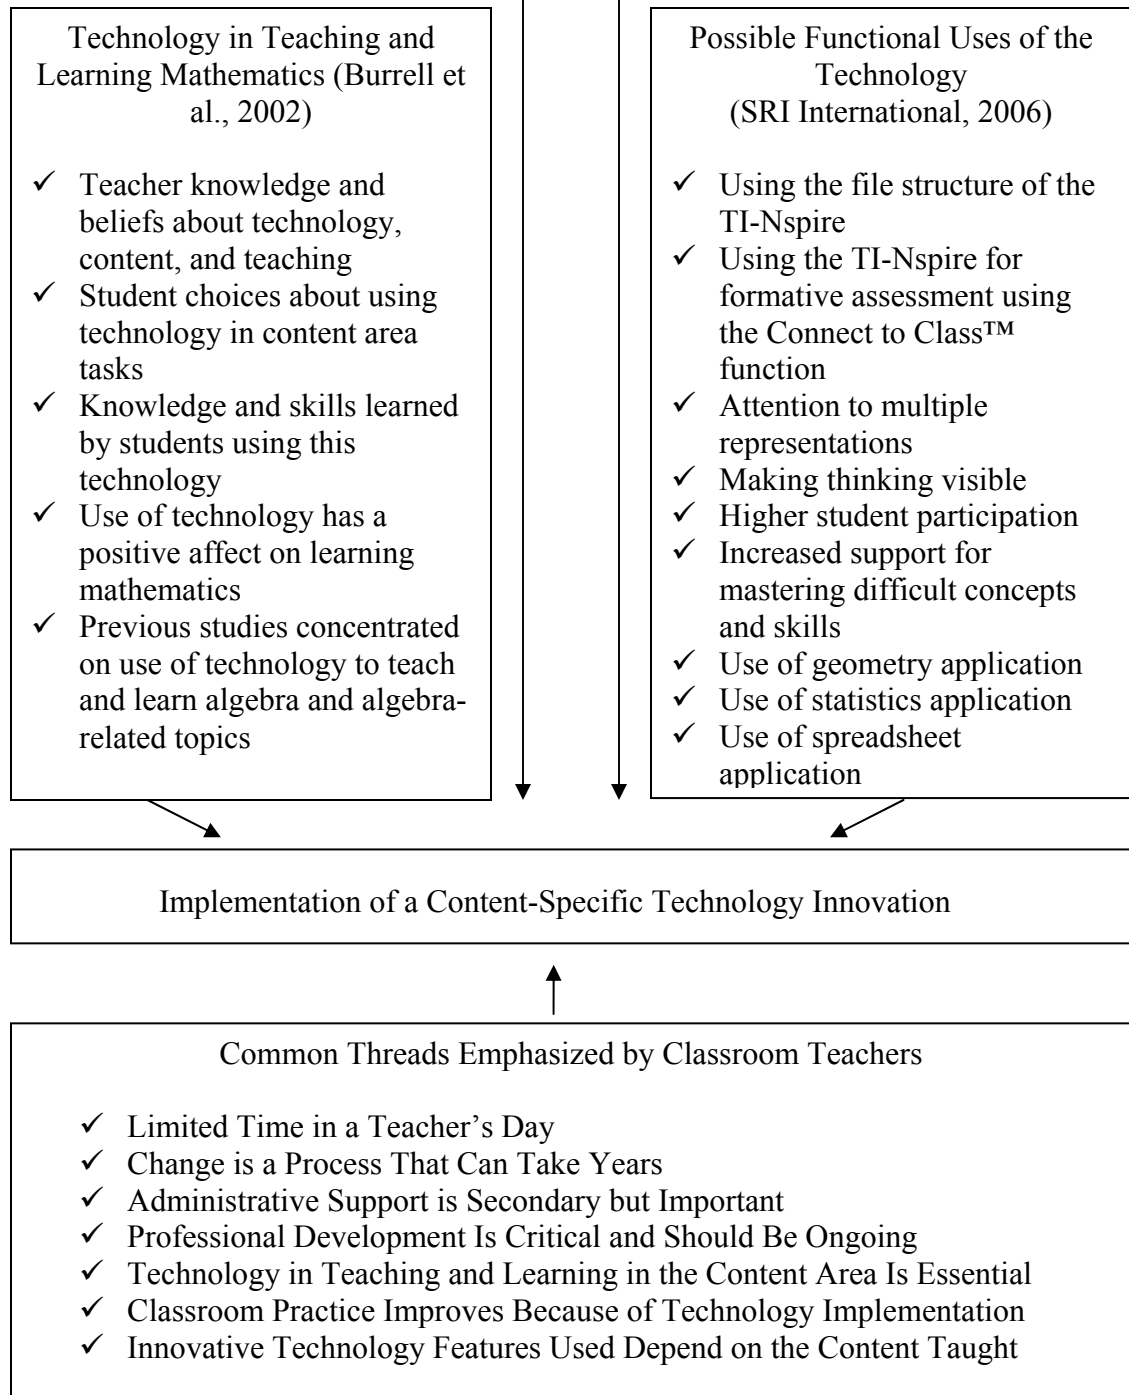 Technology in Teaching and
Learning Mathematics (Burrell et
al., 2002)
✓ Teacher knowledge and
beliefs about technology,
content, and teaching
✓ Student choices about using
technology in content area
tasks
✓ Knowledge and skills learned
by students using this
technology
✓ Use of technology has a
positive affect on learning
mathematics
✓ Previous studies concentrated
on use of technology to teach
and learn algebra and algebra-
related topics
Possible Functional Uses of the
Technology
(SRI International, 2006)
✓ Using the file structure of the
TI-Nspire
✓ Using the TI-Nspire for
formative assessment using
the Connect to Class™
function
✓ Attention to multiple
representations
✓ Making thinking visible
✓ Higher student participation
✓ Increased support for
mastering difficult concepts
and skills
✓ Use of geometry application
✓ Use of statistics application
✓ Use of spreadsheet
application
Implementation of a Content-Specific Technology Innovation
Common Threads Emphasized by Classroom Teachers
✓ Limited Time in a Teacher’s Day
✓ Change is a Process That Can Take Years
✓ Administrative Support is Secondary but Important
✓ Professional Development Is Critical and Should Be Ongoing
✓ Technology in Teaching and Learning in the Content Area Is Essential
✓ Classroom Practice Improves Because of Technology Implementation
✓ Innovative Technology Features Used Depend on the Content Taught